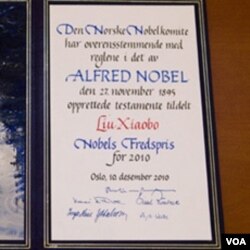 Den Norske Nobelkomite
har overensstemmende med
reglene i det av
ALFRED NOBEL
den 27. november 1895
opprettede testamente tildelt
Liu Xiaobo
Nobels Fredspris
for 2010
Oslo, 10. desember 2010
VOA